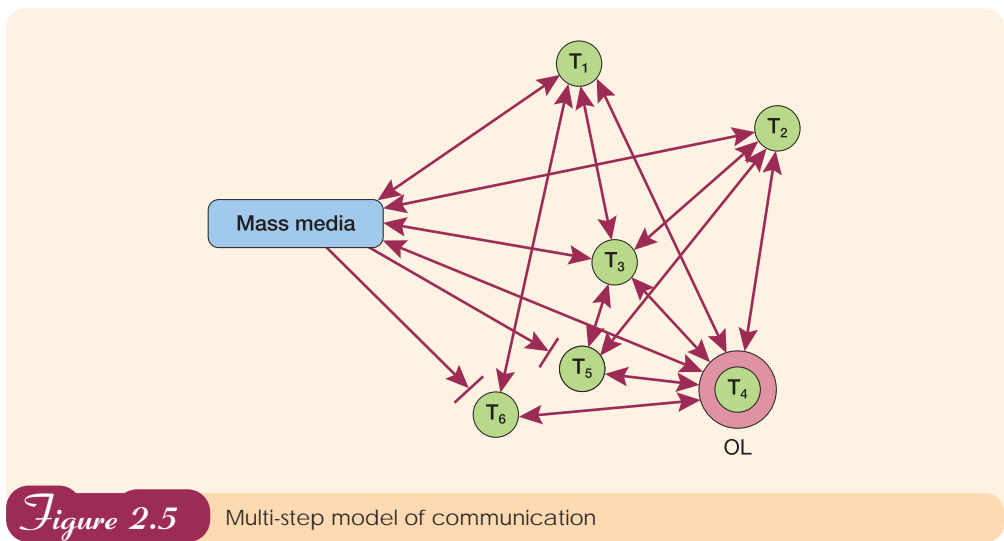 T₁
T₂
Mass media
T₃
T₅
T₄
T₆
OL
Figure 2.5 Multi-step model of communication